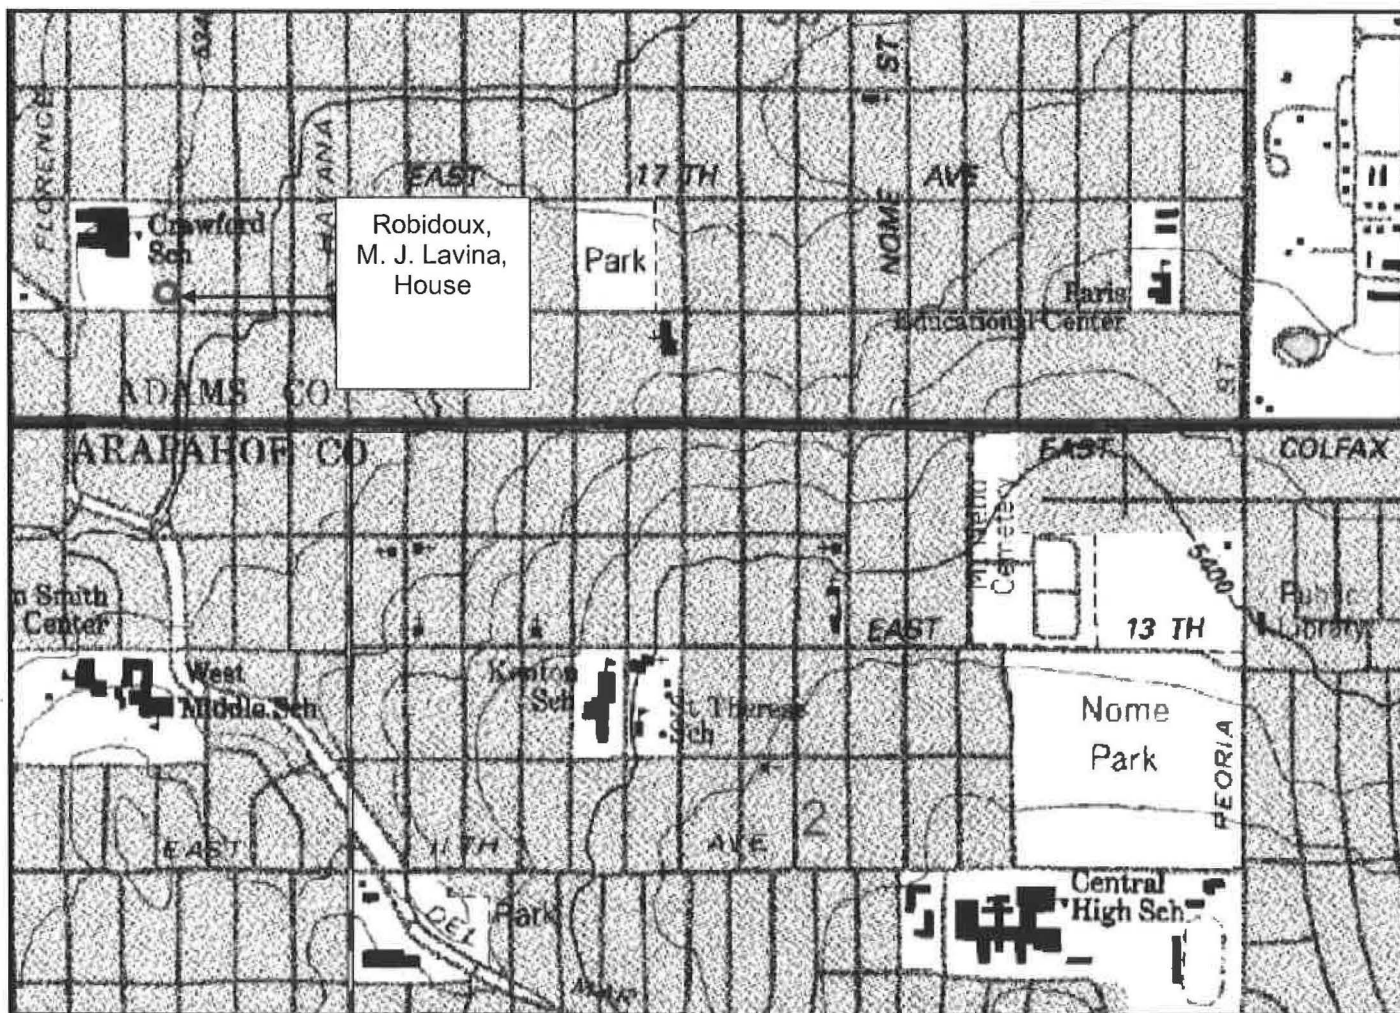 FLORENCE
HAVANA
EAST
17 TH
AVE
NOME
ST
Crawford
Sch
Robidoux,
M. J. Lavina,
House
Park
Paris
Educational Center
ST
ADAMS CO
ARAPAHOE CO
EAST
COLFAX
Cemetery
5400
Public
Library
n Smith
Center
EAST
13 TH
West
Middle Sch
Kenton
Sch
St Therese
Sch
Nome
Park
PEORIA
2
EAST
11 TH
AVE
DEL
MAR
Park
Central
High Sch